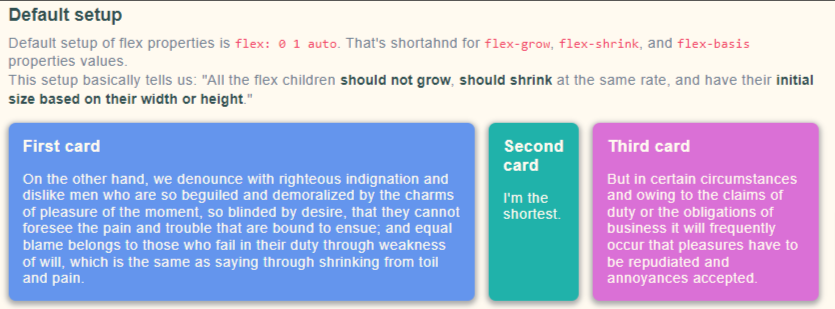 Default setup
Default setup of flex properties is flex: 0 1 auto. That's shortahnd for flex-grow, flex-shrink, and flex-basis
properties values.
This setup basically tells us: "All the flex children should not grow, should shrink at the same rate, and have their initial
size based on their width or height."
First card
On the other hand, we denounce with righteous indignation and
dislike men who are so beguiled and demoralized by the charms
of pleasure of the moment, so blinded by desire, that they cannot
foresee the pain and trouble that are bound to ensue; and equal
blame belongs to those who fail in their duty through weakness
of will, which is the same as saying through shrinking from toil
and pain.
Second
card
I'm the
shortest.
Third card
But in certain circumstances
and owing to the claims of
duty or the obligations of
business it will frequently
occur that pleasures have to
be repudiated and
annoyances accepted.